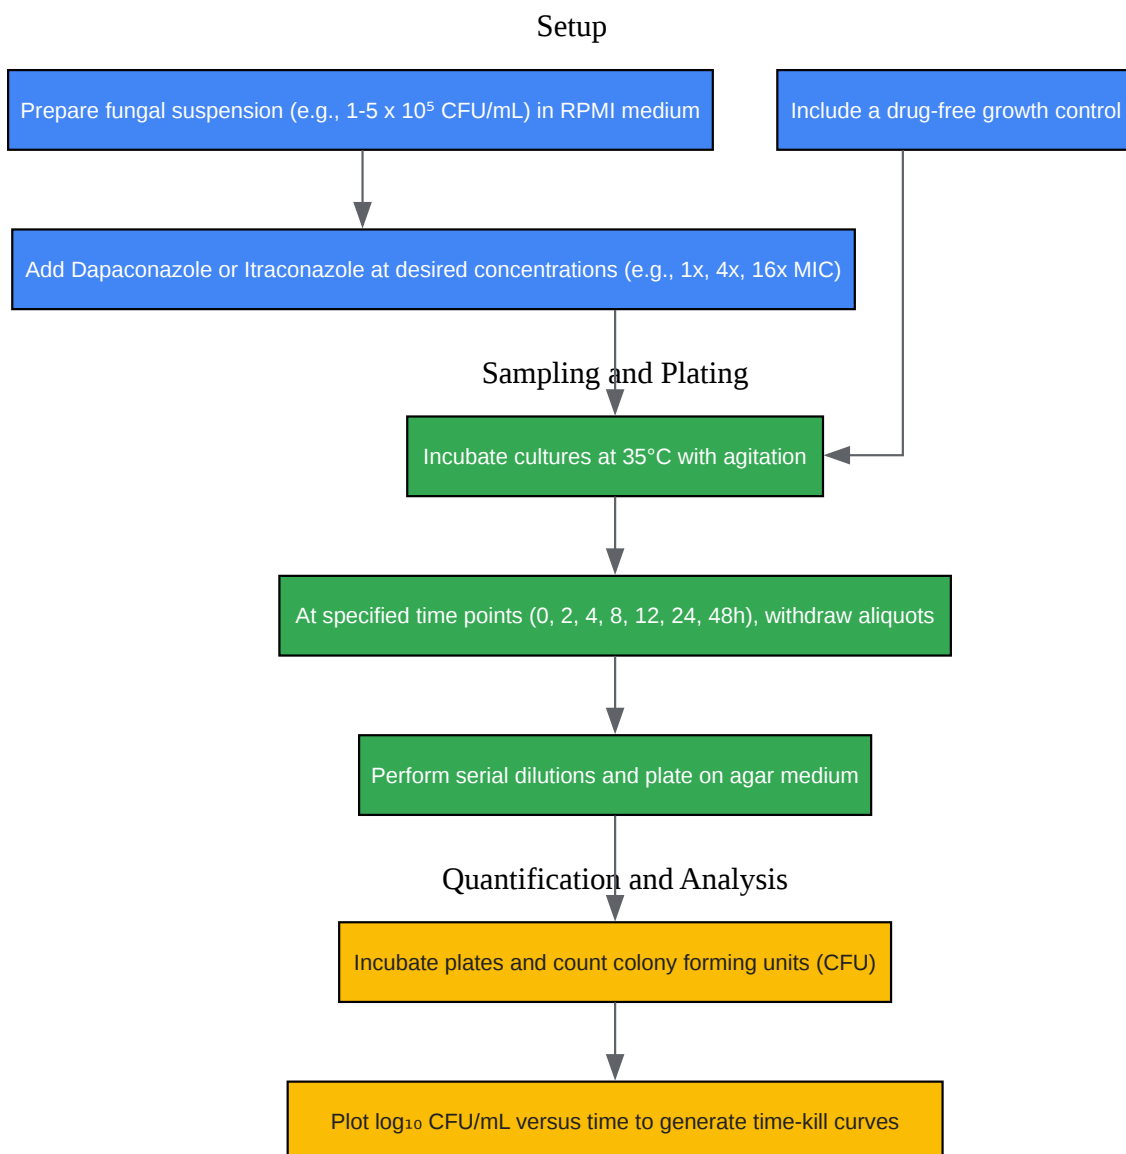 Setup
Prepare fungal suspension (e.g., 1-5 x 10⁵ CFU/mL) in RPMI medium
Include a drug-free growth control
Add Dapaconazole or Itraconazole at desired concentrations (e.g., 1x, 4x, 16x MIC)
Sampling and Plating
Incubate cultures at 35°C with agitation
At specified time points (0, 2, 4, 8, 12, 24, 48h), withdraw aliquots
Perform serial dilutions and plate on agar medium
Quantification and Analysis
Incubate plates and count colony forming units (CFU)
Plot log₁₀ CFU/mL versus time to generate time-kill curves